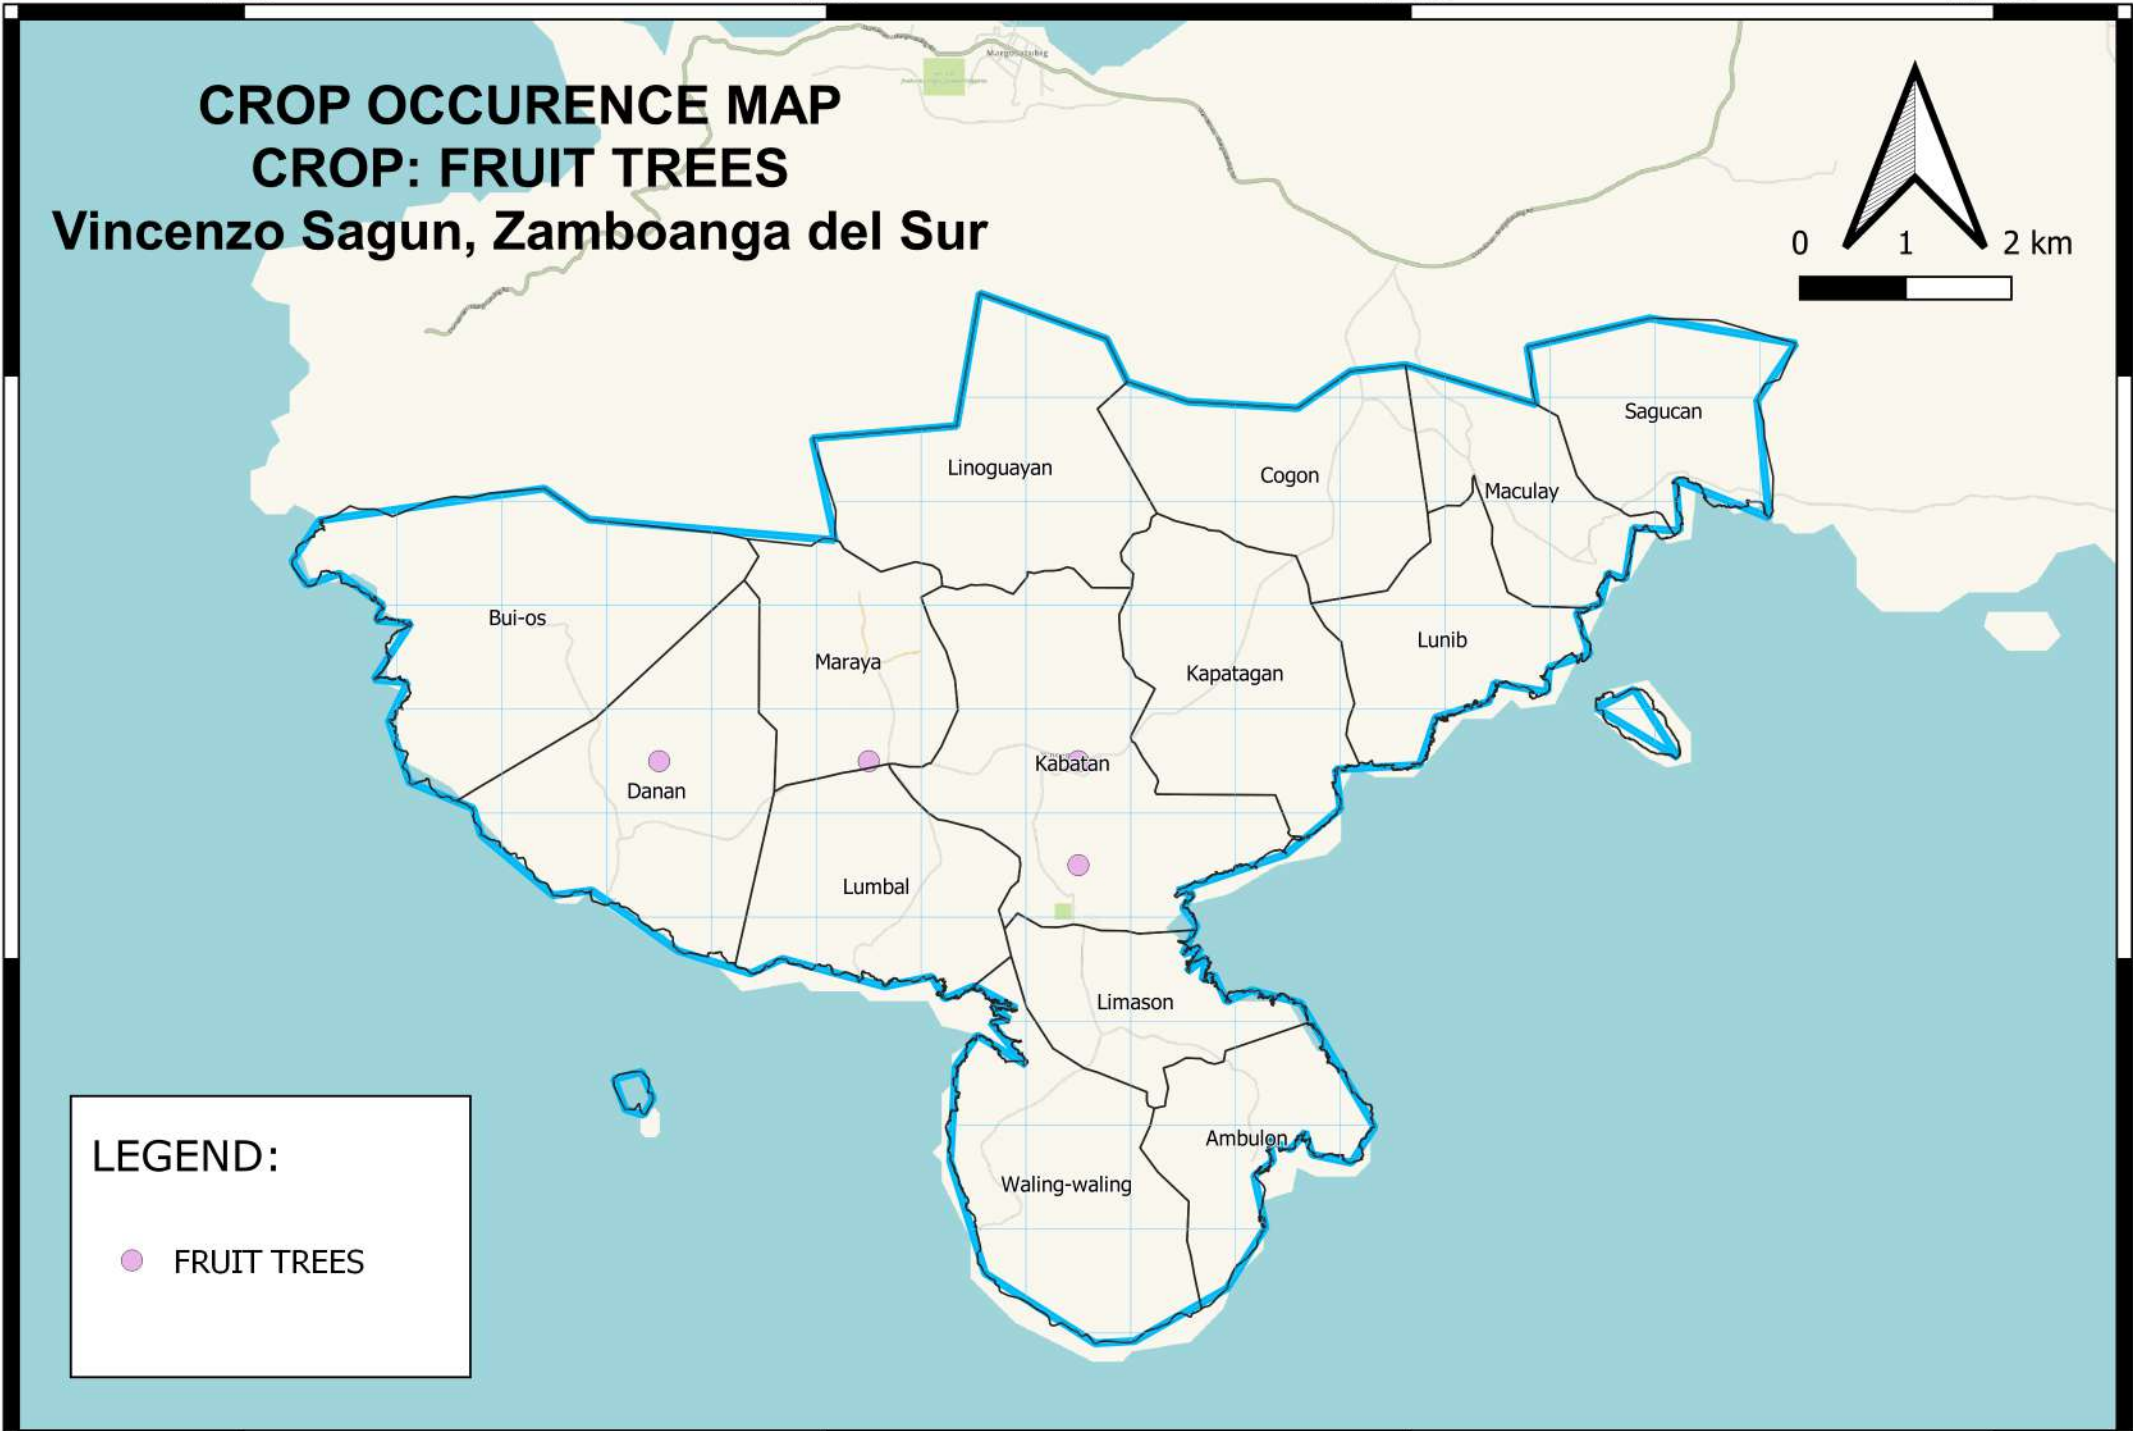 CROP OCCURENCE MAP
CROP: FRUIT TREES
Vincenzo Sagun, Zamboanga del Sur
0 1 2 km
Sagucan
Linoguayan
Cogon
Maculay
Bui-os
Lunib
Maraya
Kapatagan
Kabatan
Danan
Lumbal
Limason
Ambulon
Waling-waling
LEGEND:
FRUIT TREES